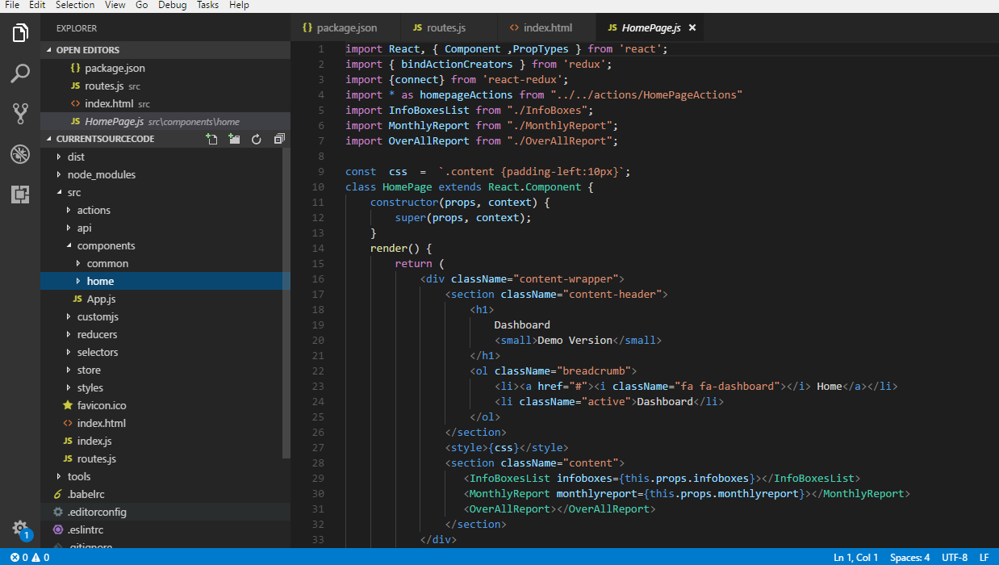 File Edit Selection View Go Debug Tasks Help
EXPLORER
OPEN EDITORS
{} package.json
JS routes.js src
<> index.html src
JS HomePage.js src\components\home
CURRENTSOURCECODE
dist
node_modules
src
actions
api
components
common
home
JS App.js
customjs
reducers
selectors
store
styles
favicon.ico
<> index.html
JS index.js
JS routes.js
tools
6 .babelrc
.editorconfig
.eslintrc
.gitignore
1
{} package.json JS routes.js <> index.html JS HomePage.js ×
1 import React, { Component ,PropTypes } from 'react';
2 import { bindActionCreators } from 'redux';
3 import {connect} from 'react-redux';
4 import * as homepageActions from "../../actions/HomePageActions"
5 import InfoBoxesList from "./InfoBoxes";
6 import MonthlyReport from "./MonthlyReport";
7 import OverAllReport from "./OverAllReport";
8
9 const  css  =  `.content {padding-left:10px}`;
10 class HomePage extends React.Component {
11 constructor(props, context) {
12 super(props, context);
13 }
14 render() {
15 return (
16 <div className="content-wrapper">
17 <section className="content-header">
18 <h1>
19 Dashboard
20 <small>Demo Version</small>
21 </h1>
22 <ol className="breadcrumb">
23 <li><a href="#"><i className="fa fa-dashboard"></i> Home</a></li>
24 <li className="active">Dashboard</li>
25 </ol>
26 </section>
27 <style>{css}</style>
28 <section className="content">
29 <InfoBoxesList infoboxes={this.props.infoboxes}></InfoBoxesList>
30 <MonthlyReport monthlyreport={this.props.monthlyreport}></MonthlyReport>
31 <OverAllReport></OverAllReport>
32 </section>
33 </div>
0 0 Ln 1, Col 1 Spaces: 4 UTF-8 LF